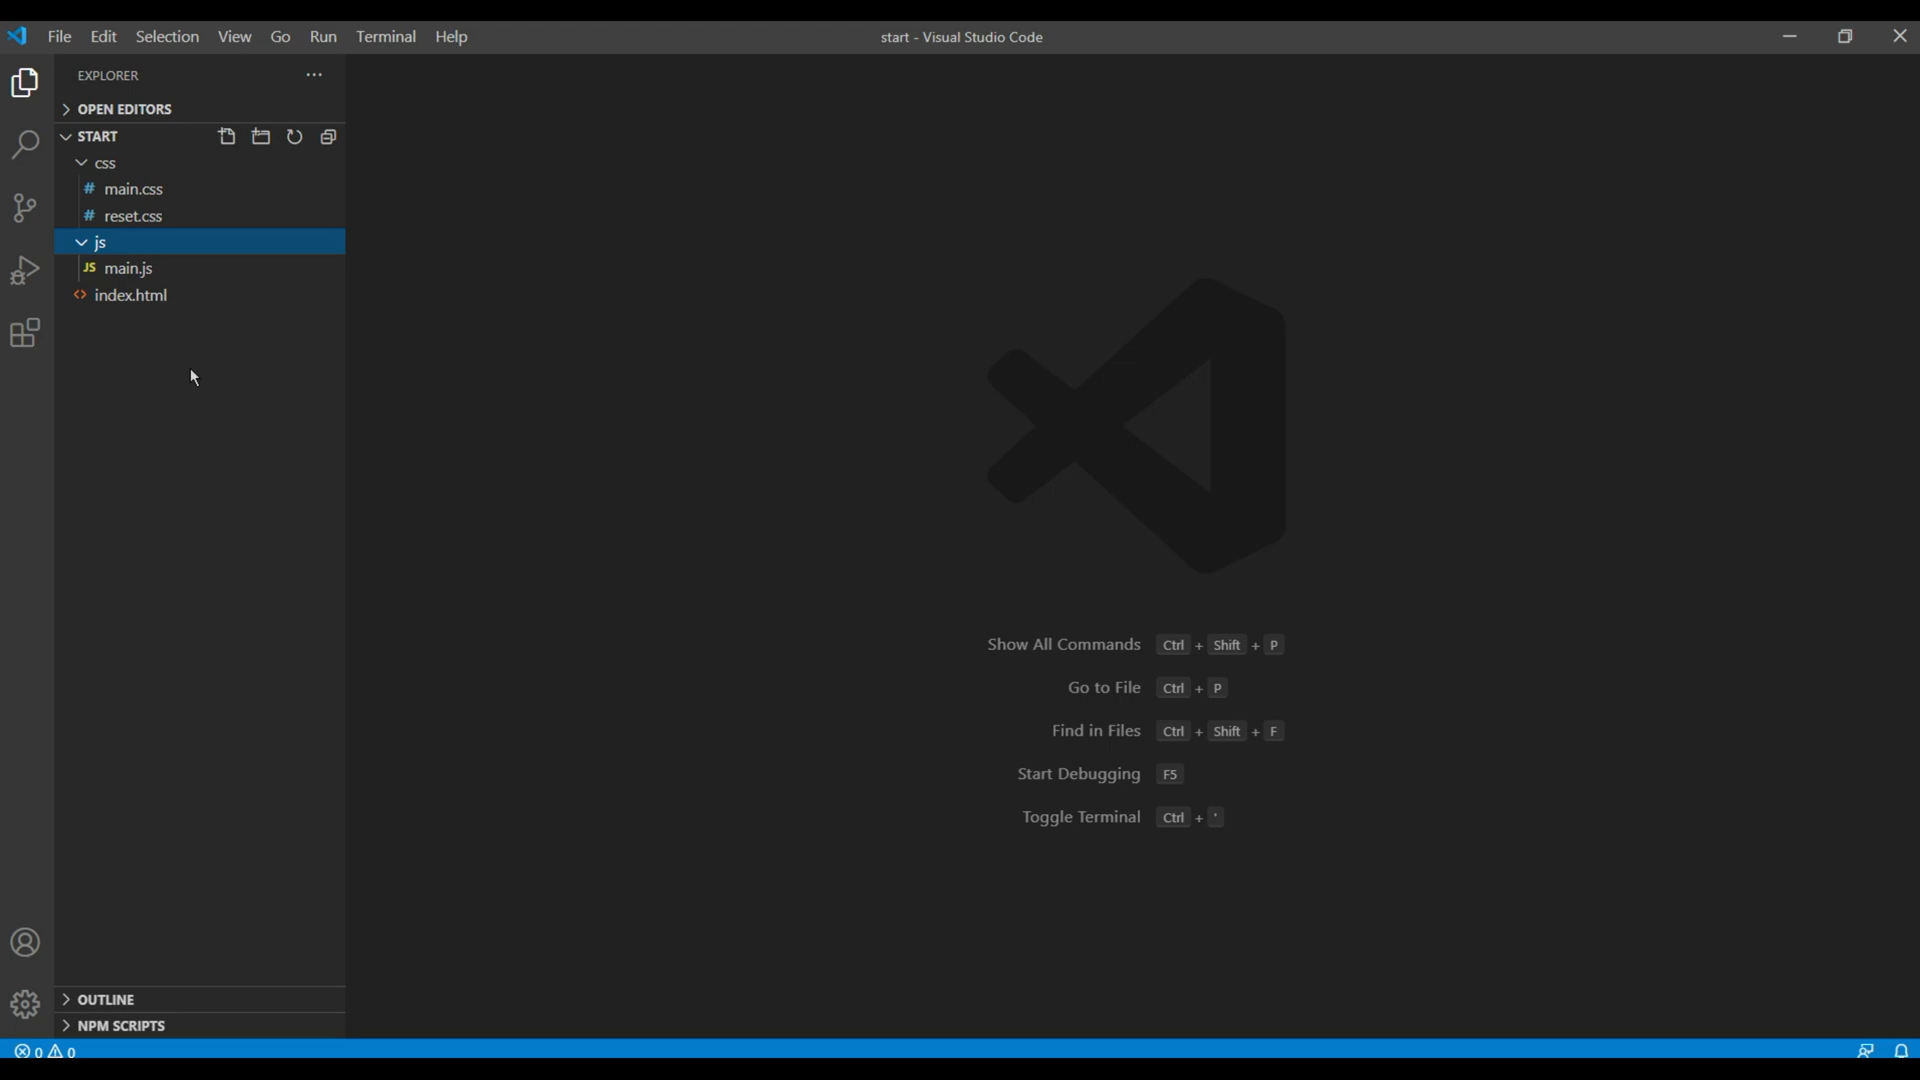 File Edit Selection View Go Run Terminal Help
start - Visual Studio Code
EXPLORER
OPEN EDITORS
START
css
# main.css
# reset.css
js
JS main.js
<> index.html
Show All Commands Ctrl + Shift + P
Go to File Ctrl + P
Find in Files Ctrl + Shift + F
Start Debugging F5
Toggle Terminal Ctrl + '
OUTLINE
NPM SCRIPTS
0 0